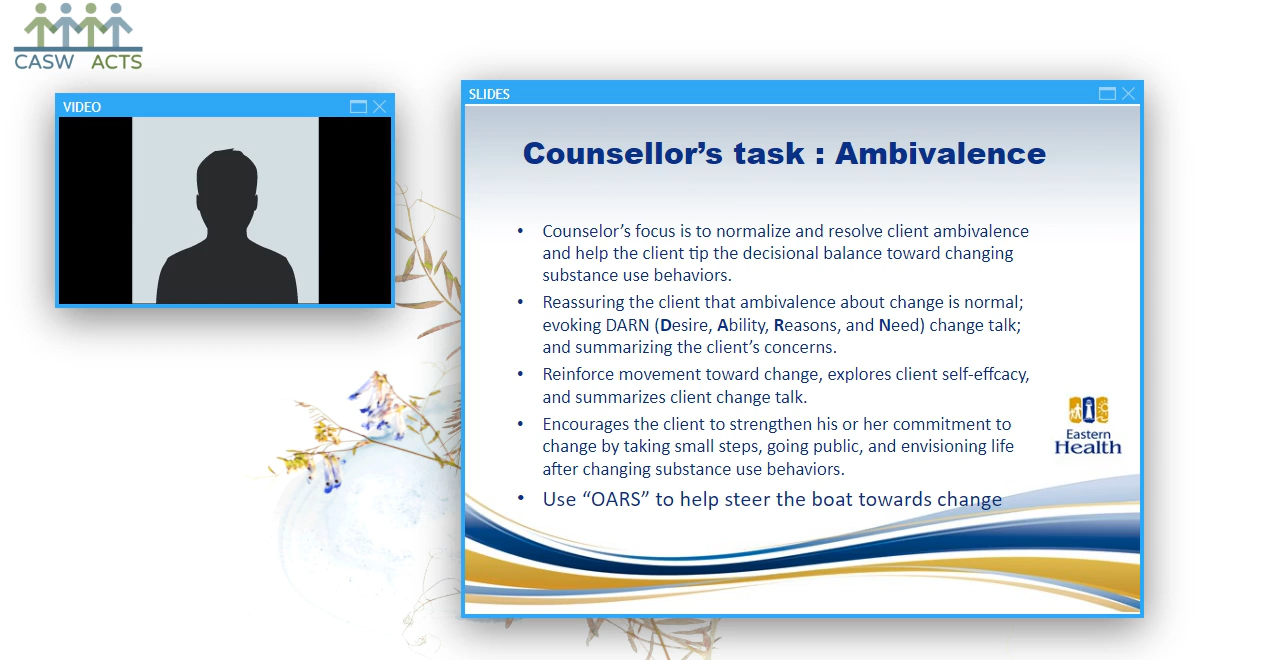 CASW ACTS
VIDEO
SLIDES
Counsellor’s task : Ambivalence
• Counselor’s focus is to normalize and resolve client ambivalence
and help the client tip the decisional balance toward changing
substance use behaviors.
• Reassuring the client that ambivalence about change is normal;
evoking DARN (Desire, Ability, Reasons, and Need) change talk;
and summarizing the client’s concerns.
• Reinforce movement toward change, explores client self-effcacy,
and summarizes client change talk.
• Encourages the client to strengthen his or her commitment to
change by taking small steps, going public, and envisioning life
after changing substance use behaviors.
• Use “OARS” to help steer the boat towards change
Eastern
Health